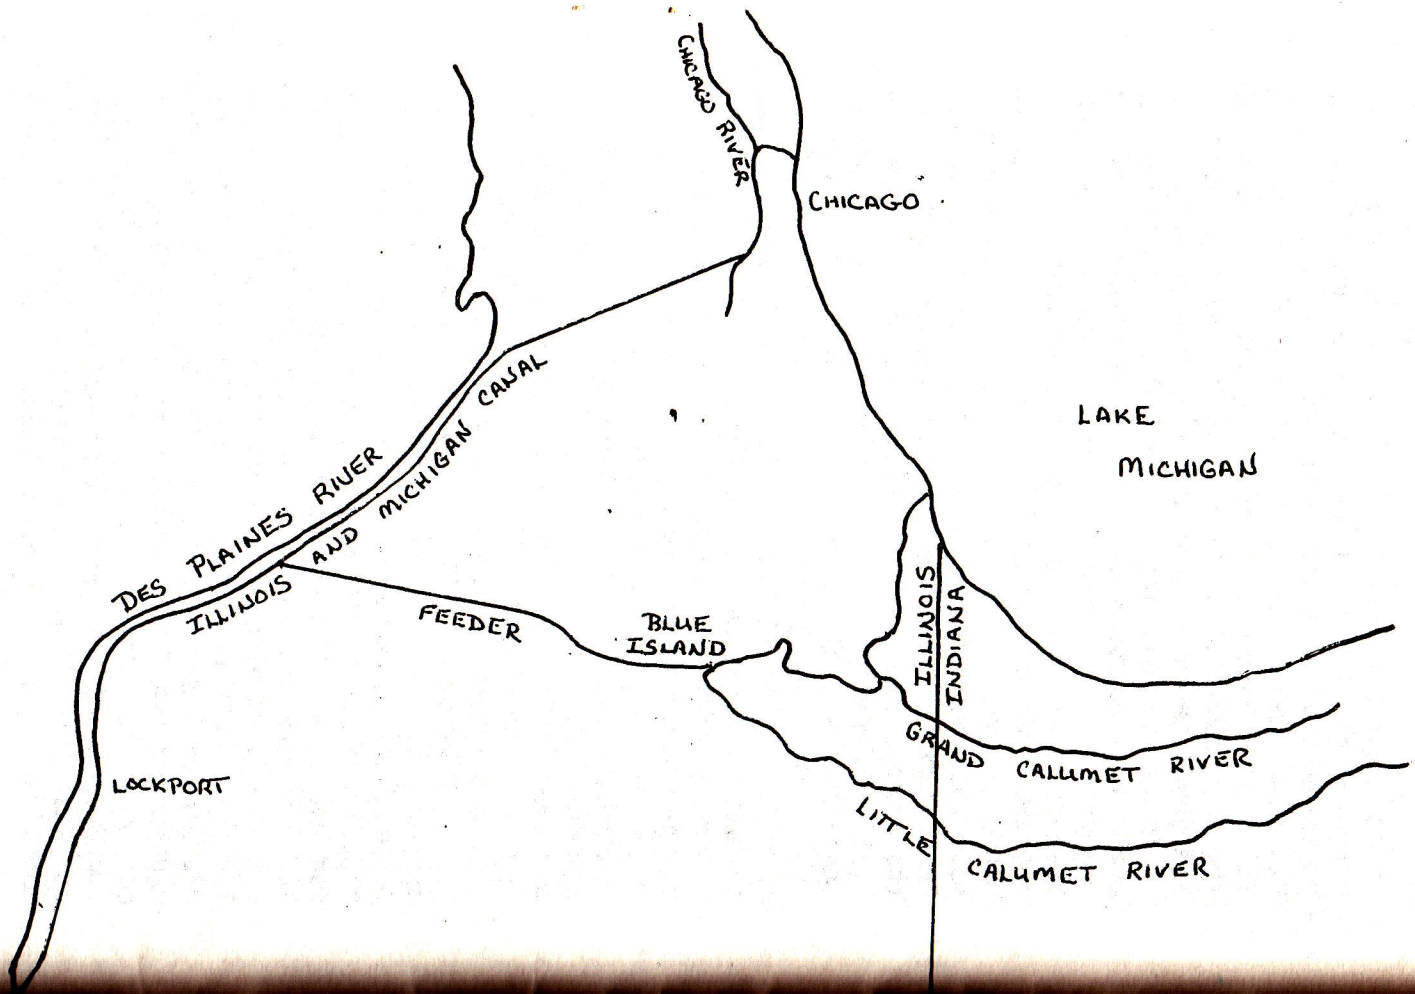 CHICAGO RIVER
CHICAGO
LAKE
MICHIGAN
DES PLAINES RIVER
ILLINOIS AND MICHIGAN CANAL
FEEDER
BLUE
ISLAND
ILLINOIS
INDIANA
GRAND CALUMET RIVER
LOCKPORT
LITTLE CALUMET RIVER